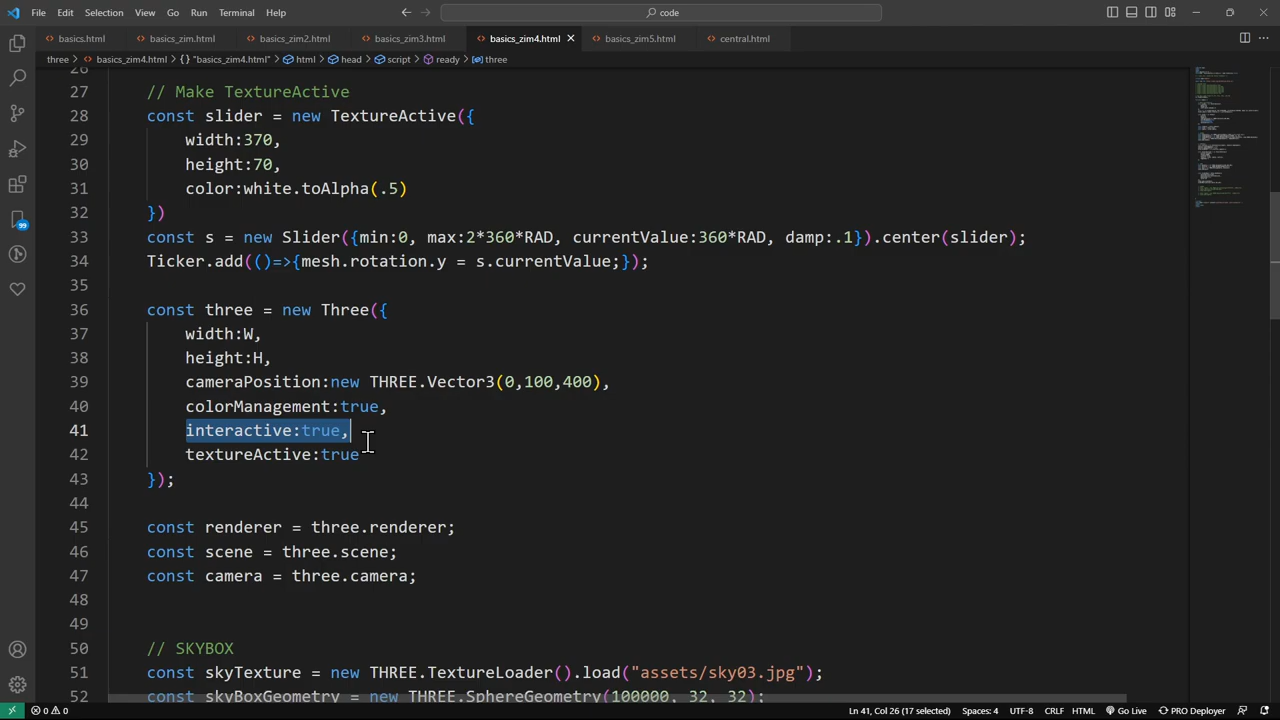 File Edit Selection View Go Run Terminal Help
code
basics.html basics_zim.html basics_zim2.html basics_zim3.html basics_zim4.html basics_zim5.html central.html
three > basics_zim4.html > {} "basics_zim4.html" > html > head > script > ready > three
26
27 // Make TextureActive
28 const slider = new TextureActive({
29 width:370,
30 height:70,
31 color:white.toAlpha(.5)
32 })
33 const s = new Slider({min:0, max:2*360*RAD, currentValue:360*RAD, damp:.1}).center(slider);
34 Ticker.add(()=>{mesh.rotation.y = s.currentValue;});
35
36 const three = new Three({
37 width:W,
38 height:H,
39 cameraPosition:new THREE.Vector3(0,100,400),
40 colorManagement:true,
41 interactive:true,
42 textureActive:true
43 });
44
45 const renderer = three.renderer;
46 const scene = three.scene;
47 const camera = three.camera;
48
49
50 // SKYBOX
51 const skyTexture = new THREE.TextureLoader().load("assets/sky03.jpg");
52 const skyBoxGeometry = new THREE.SphereGeometry(100000, 32, 32);
99
0 0 Ln 41, Col 26 (17 selected) Spaces: 4 UTF-8 CRLF HTML Go Live PRO Deployer